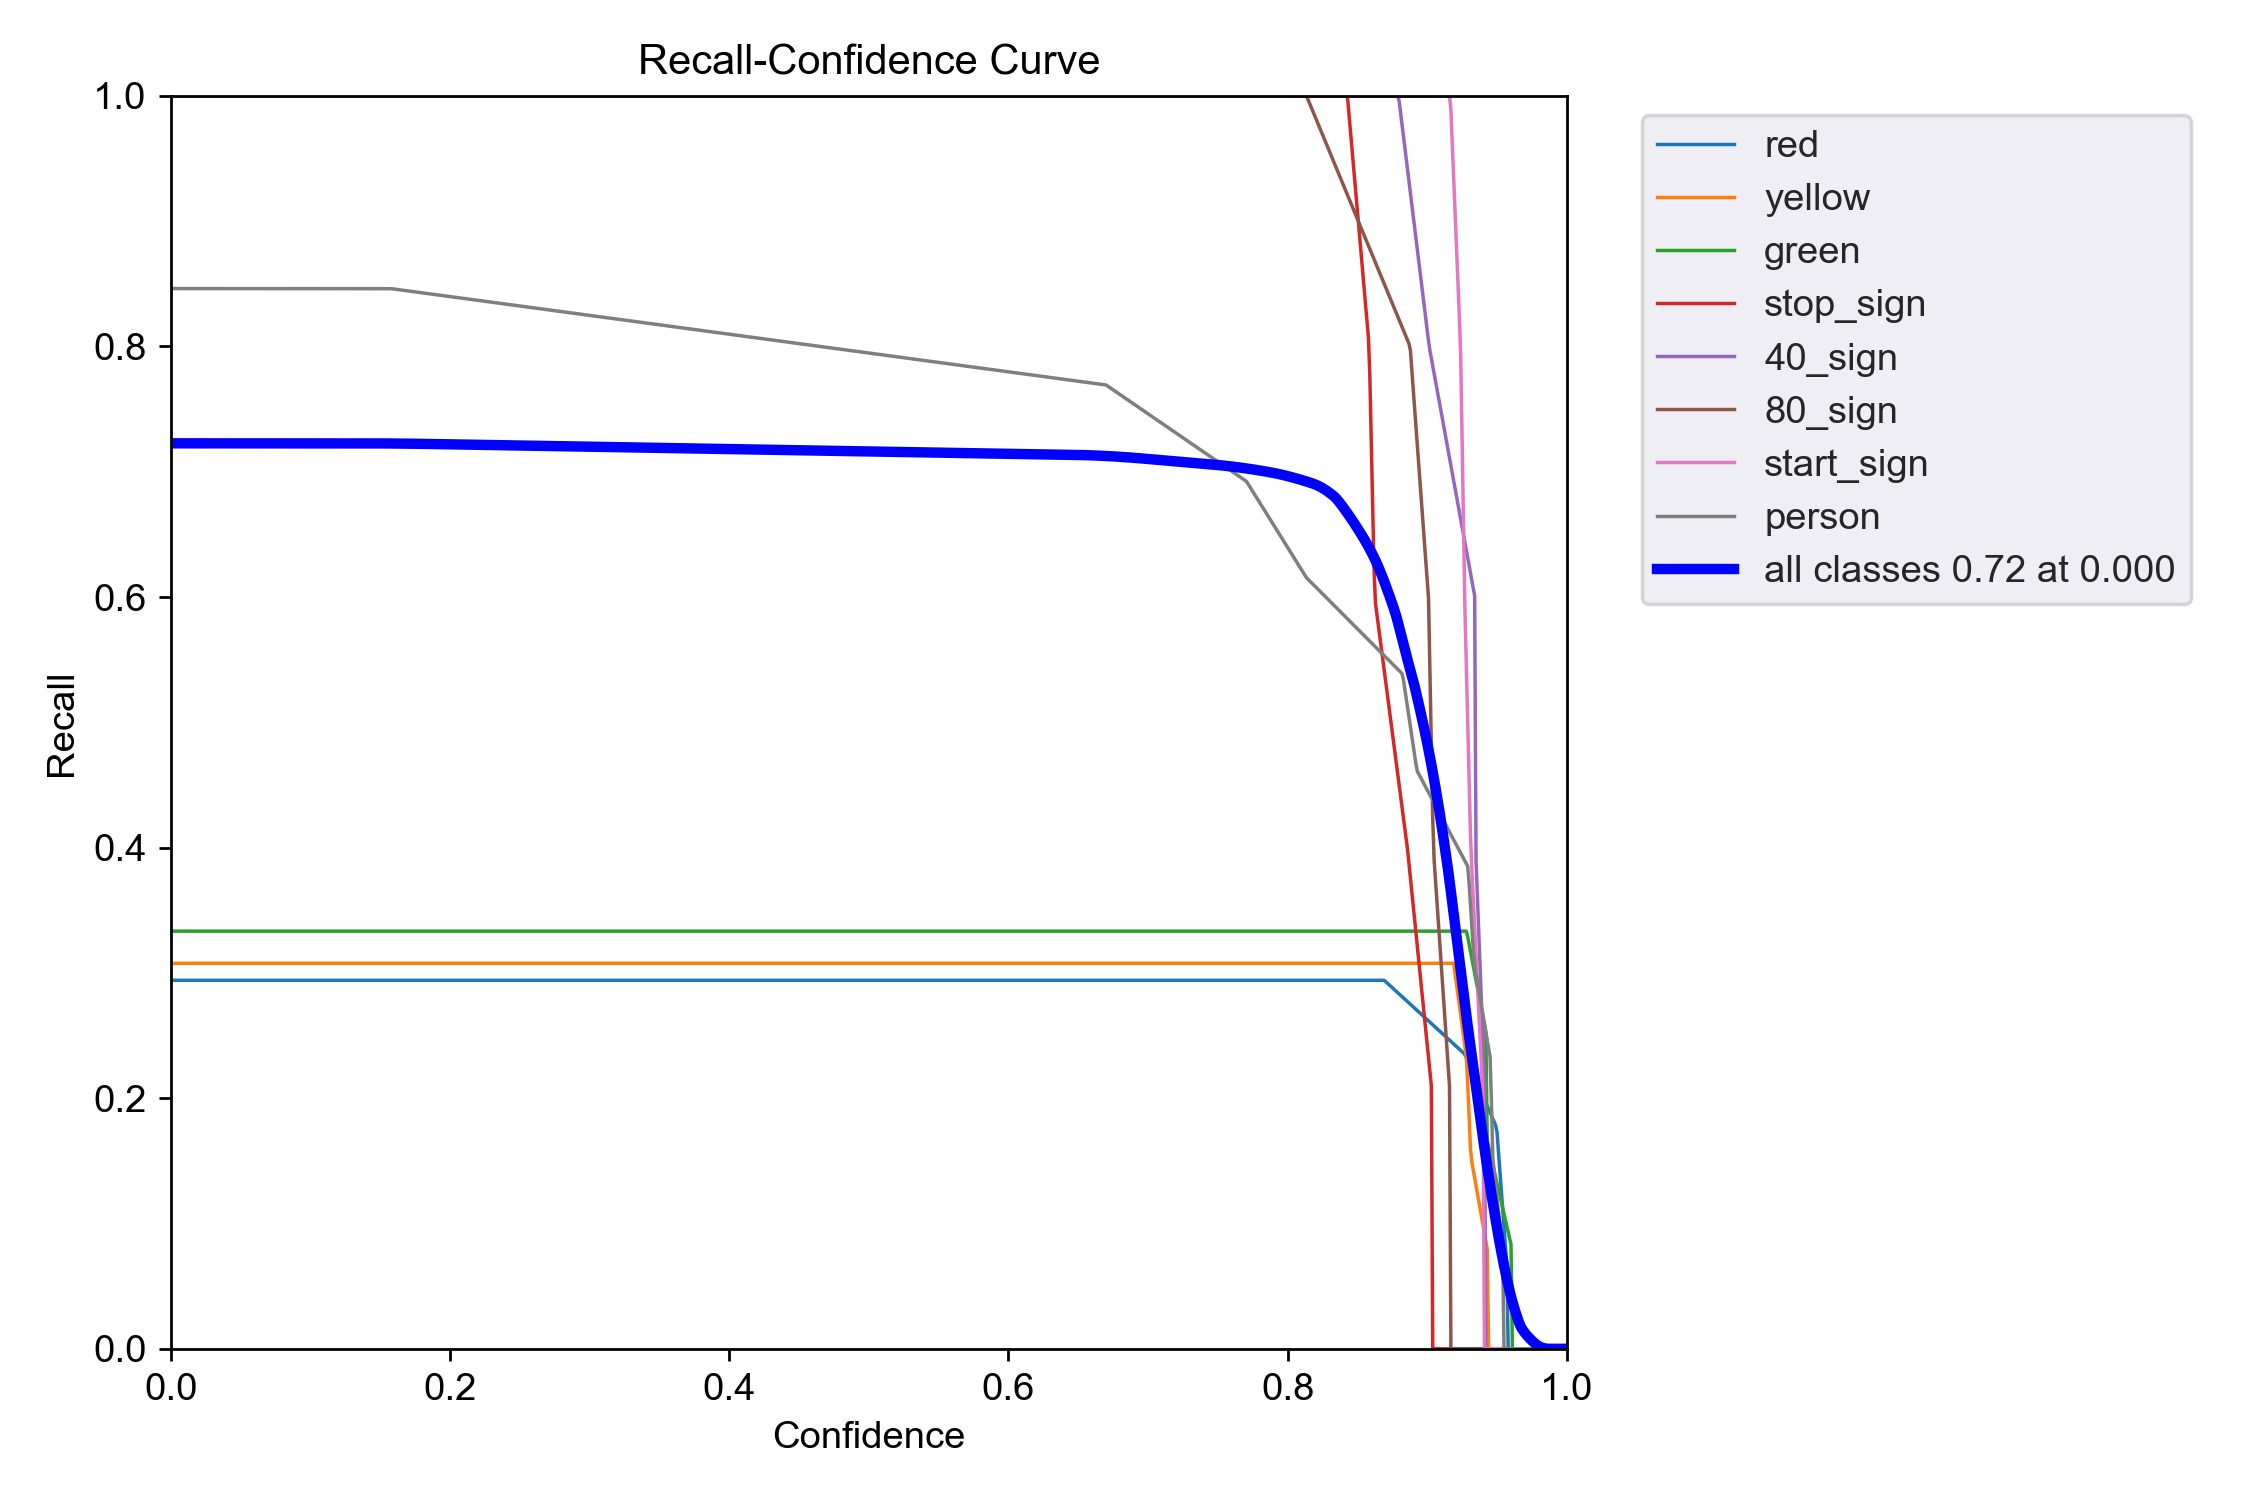 Recall-Confidence Curve
1.0
0.8
0.6
0.4
0.2
0.0
Recall
0.0 0.2 0.4 0.6 0.8 1.0
Confidence
red
yellow
green
stop_sign
40_sign
80_sign
start_sign
person
all classes 0.72 at 0.000